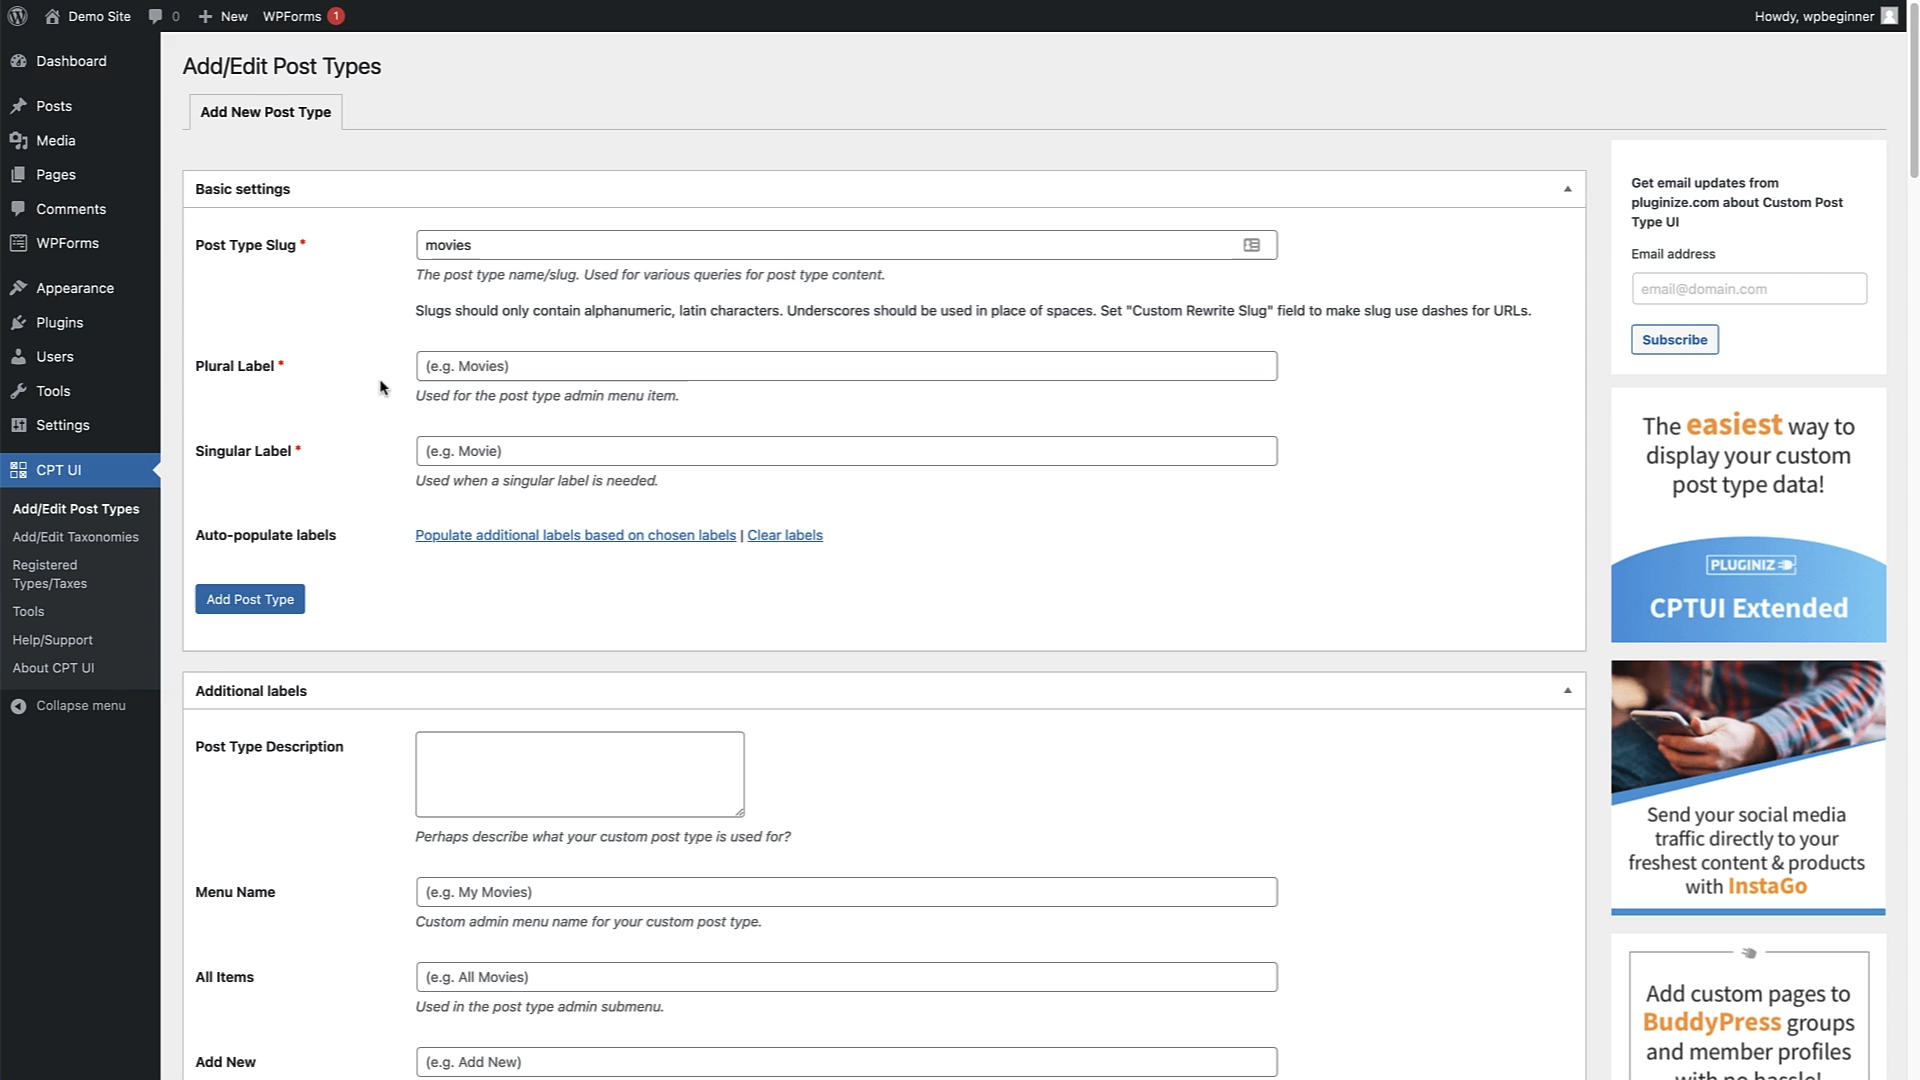 Demo Site
0
New
WPForms
1
Howdy, wpbeginner
Dashboard
Posts
Media
Pages
Comments
WPForms
Appearance
Plugins
Users
Tools
Settings
CPT UI
Add/Edit Post Types
Add/Edit Taxonomies
Registered
Types/Taxes
Tools
Help/Support
About CPT UI
Collapse menu
Add/Edit Post Types
Add New Post Type
Basic settings
Post Type Slug *
movies
The post type name/slug. Used for various queries for post type content.
Slugs should only contain alphanumeric, latin characters. Underscores should be used in place of spaces. Set "Custom Rewrite Slug" field to make slug use dashes for URLs.
Plural Label *
(e.g. Movies)
Used for the post type admin menu item.
Singular Label *
(e.g. Movie)
Used when a singular label is needed.
Auto-populate labels
Populate additional labels based on chosen labels | Clear labels
Add Post Type
Additional labels
Post Type Description
Perhaps describe what your custom post type is used for?
Menu Name
(e.g. My Movies)
Custom admin menu name for your custom post type.
All Items
(e.g. All Movies)
Used in the post type admin submenu.
Add New
(e.g. Add New)
Get email updates from
pluginize.com about Custom Post
Type UI
Email address
email@domain.com
Subscribe
The easiest way to
display your custom
post type data!
PLUGINIZ
CPTUI Extended
Send your social media
traffic directly to your
freshest content & products
with InstaGo
Add custom pages to
BuddyPress groups
and member profiles
with no hassle!